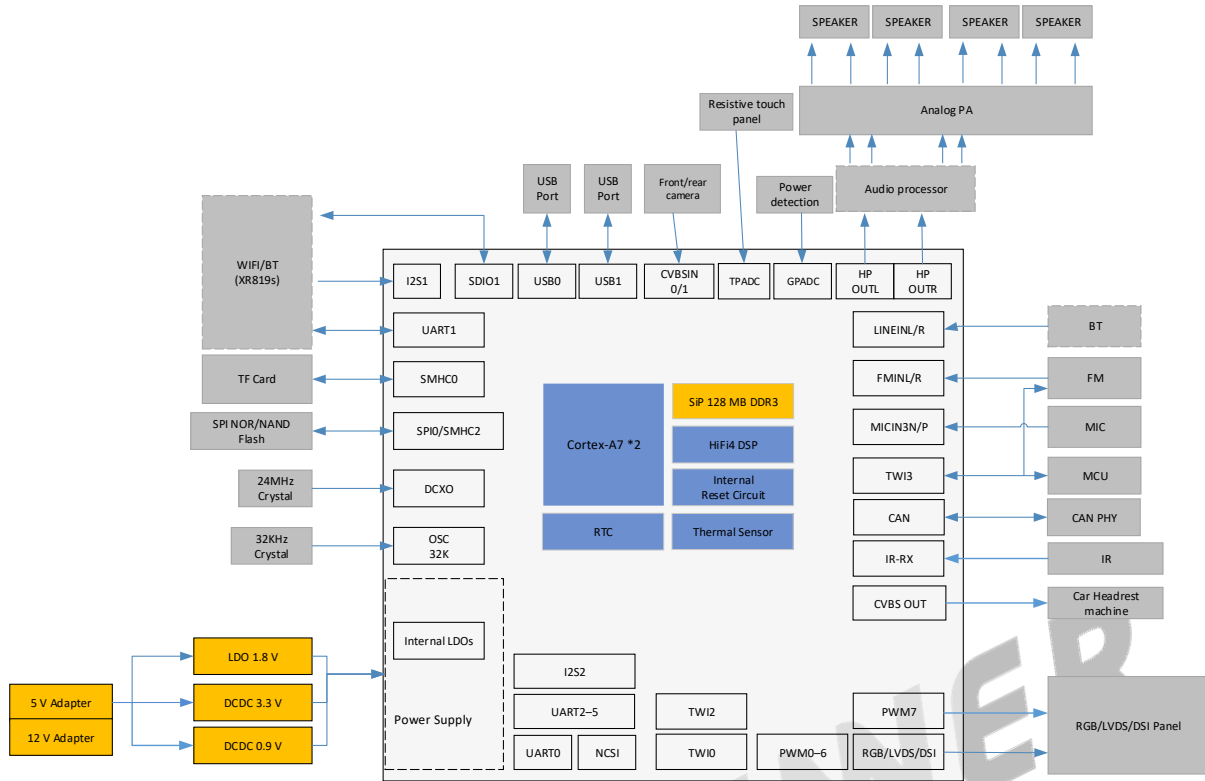 SPEAKER
SPEAKER
SPEAKER
SPEAKER
Analog PA
Resistive touch
panel
Audio processor
USB
Port
USB
Port
Front/rear
camera
Power
detection
WIFI/BT
(XR819s)
I2S1
SDIO1
USB0
USB1
CVBSIN
0/1
TPADC
GPADC
HP
OUTL
HP
OUTR
UART1
LINEINL/R
BT
TF Card
SMHC0
FMINL/R
FM
SPI NOR/NAND
Flash
SPI0/SMHC2
Cortex-A7 *2
SiP 128 MB DDR3
HiFi4 DSP
Internal
Reset Circuit
RTC
Thermal Sensor
MICIN3N/P
MIC
24MHz
Crystal
DCXO
TWI3
MCU
32KHz
Crystal
OSC
32K
CAN
CAN PHY
IR-RX
IR
CVBS OUT
Car Headrest
machine
Internal LDOs
Power Supply
LDO 1.8 V
5 V Adapter
DCDC 3.3 V
12 V Adapter
DCDC 0.9 V
I2S2
UART2–5
TWI2
PWM7
UART0
NCSI
TWI0
PWM0–6
RGB/LVDS/DSI
RGB/LVDS/DSI Panel